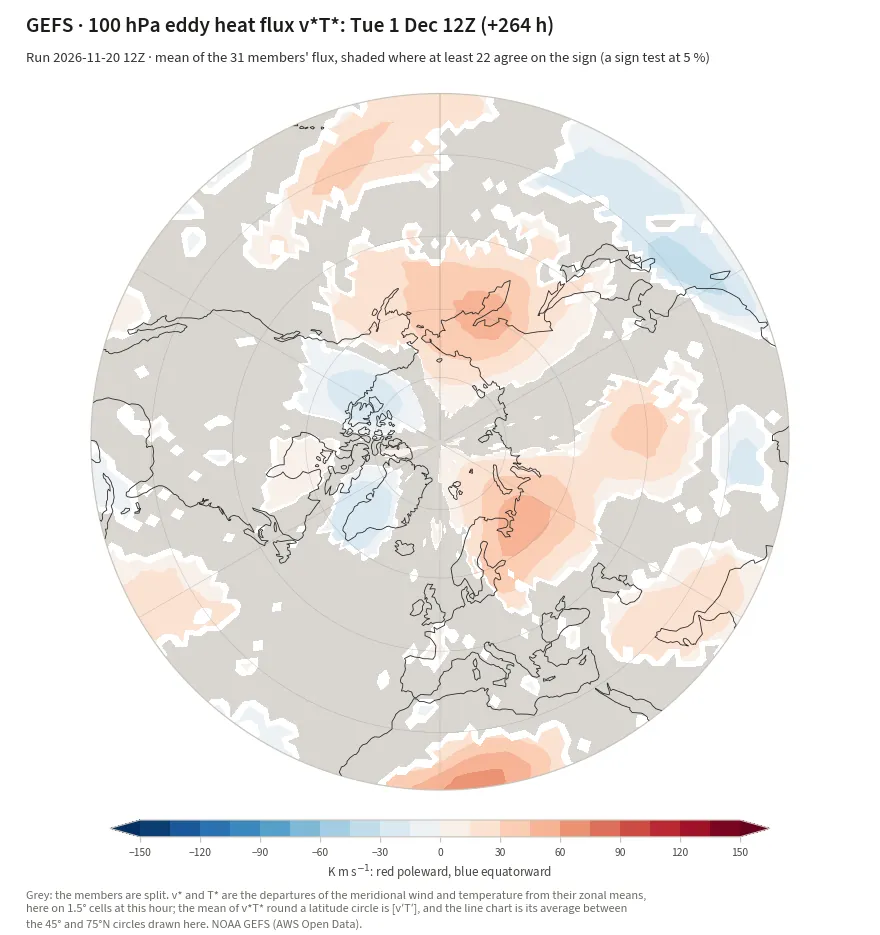 GEFS · 100 hPa eddy heat flux v*T*: Tue 1 Dec 12Z (+264 h)
Run 2026-11-20 12Z · mean of the 31 members' flux, shaded where at least 22 agree on the sign (a sign test at 5 %)
−150 −120 −90 −60 −30 0 30 60 90 120 150
K m s⁻¹: red poleward, blue equatorward
Grey: the members are split. v* and T* are the departures of the meridional wind and temperature from their zonal means,
here on 1.5° cells at this hour; the mean of v*T* round a latitude circle is [v'T'], and the line chart is its average between
the 45° and 75°N circles drawn here. NOAA GEFS (AWS Open Data).